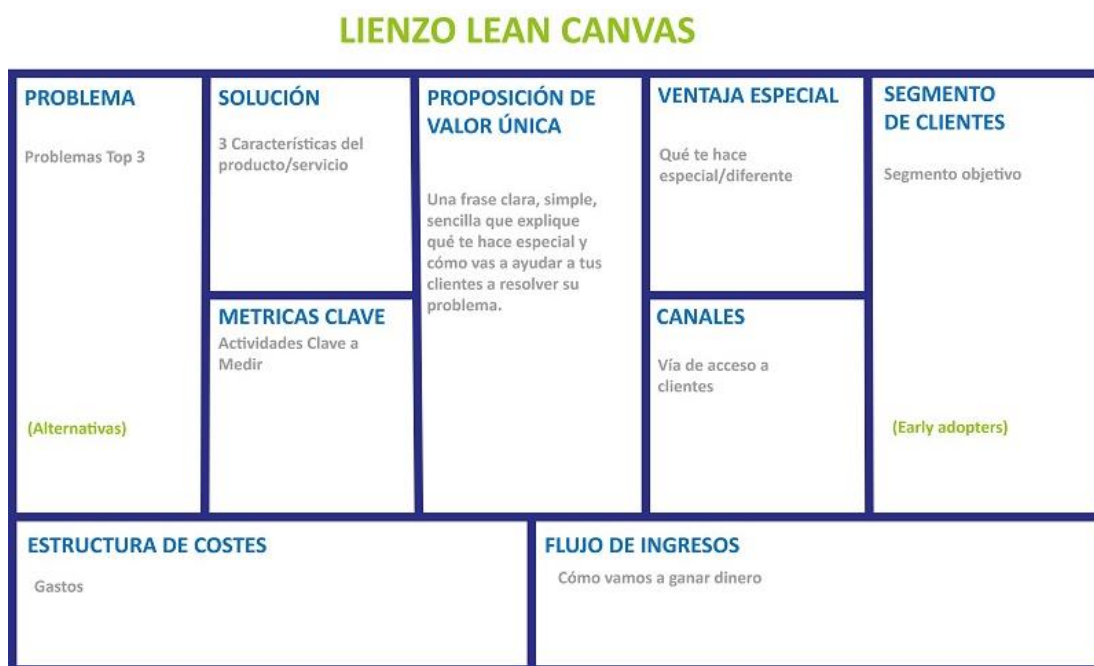 LIENZO LEAN CANVAS
PROBLEMA
Problemas Top 3
(Alternativas)
SOLUCIÓN
3 Características del
producto/servicio
METRICAS CLAVE
Actividades Clave a
Medir
PROPOSICIÓN DE
VALOR ÚNICA
Una frase clara, simple,
sencilla que explique
qué te hace especial y
cómo vas a ayudar a tus
clientes a resolver su
problema.
VENTAJA ESPECIAL
Qué te hace
especial/diferente
CANALES
Vía de acceso a
clientes
SEGMENTO
DE CLIENTES
Segmento objetivo
(Early adopters)
ESTRUCTURA DE COSTES
Gastos
FLUJO DE INGRESOS
Cómo vamos a ganar dinero